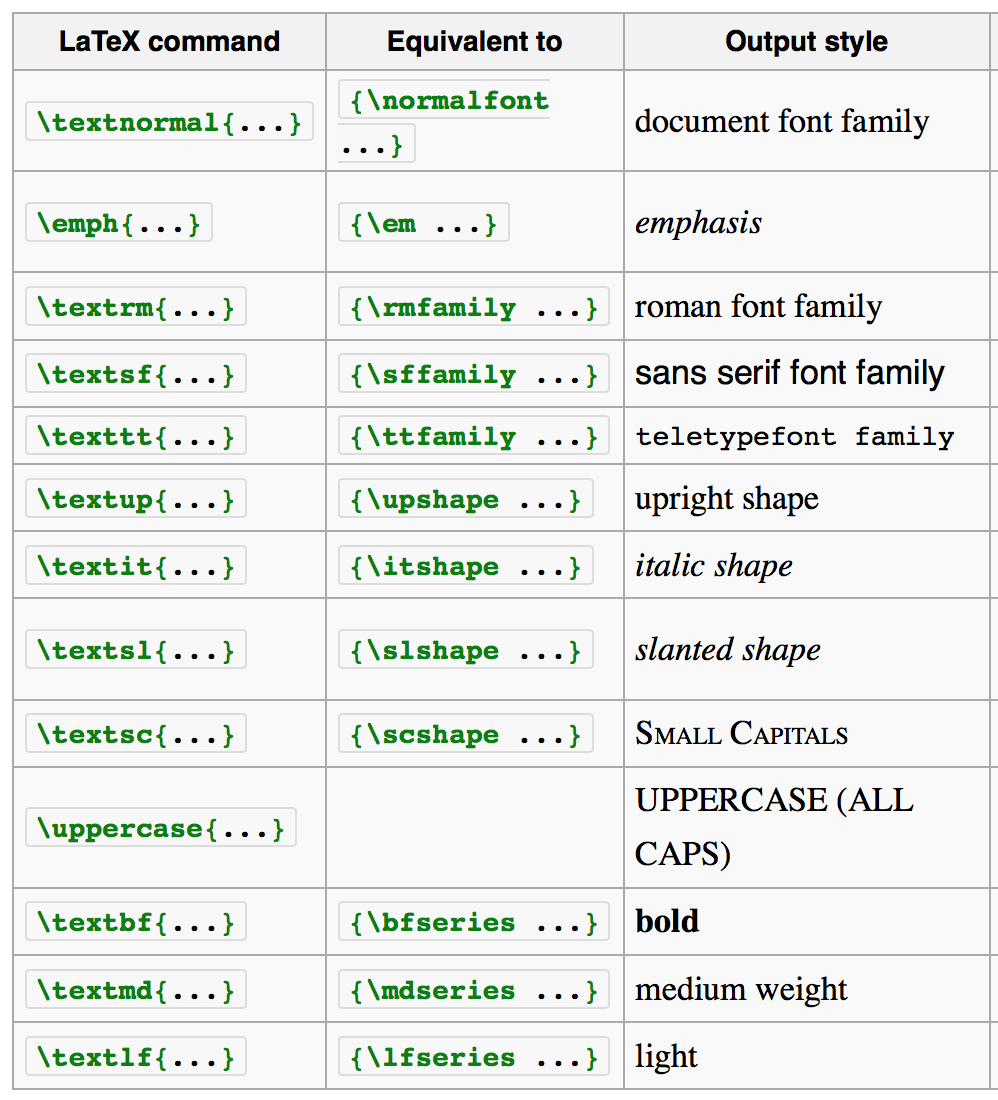 LaTeX command Equivalent to Output style
\textnormal{...} {\normalfont ...} document font family
\emph{...} {\em ...} emphasis
\textrm{...} {\rmfamily ...} roman font family
\textsf{...} {\sffamily ...} sans serif font family
\texttt{...} {\ttfamily ...} teletypefont family
\textup{...} {\upshape ...} upright shape
\textit{...} {\itshape ...} italic shape
\textsl{...} {\slshape ...} slanted shape
\textsc{...} {\scshape ...} Small Capitals
\uppercase{...} UPPERCASE (ALL
CAPS)
\textbf{...} {\bfseries ...} bold
\textmd{...} {\mdseries ...} medium weight
\textlf{...} {\lfseries ...} light